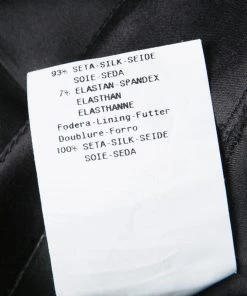 93% SETA-SILK-SEIDE
SOIE-SEDA
7% ELASTAN-SPANDEX
ELASTHAN
ELASTHANNE
Fodera-Lining-Futter
Doublure-Forro
100% SETA-SILK-SEIDE
SOIE-SEDA